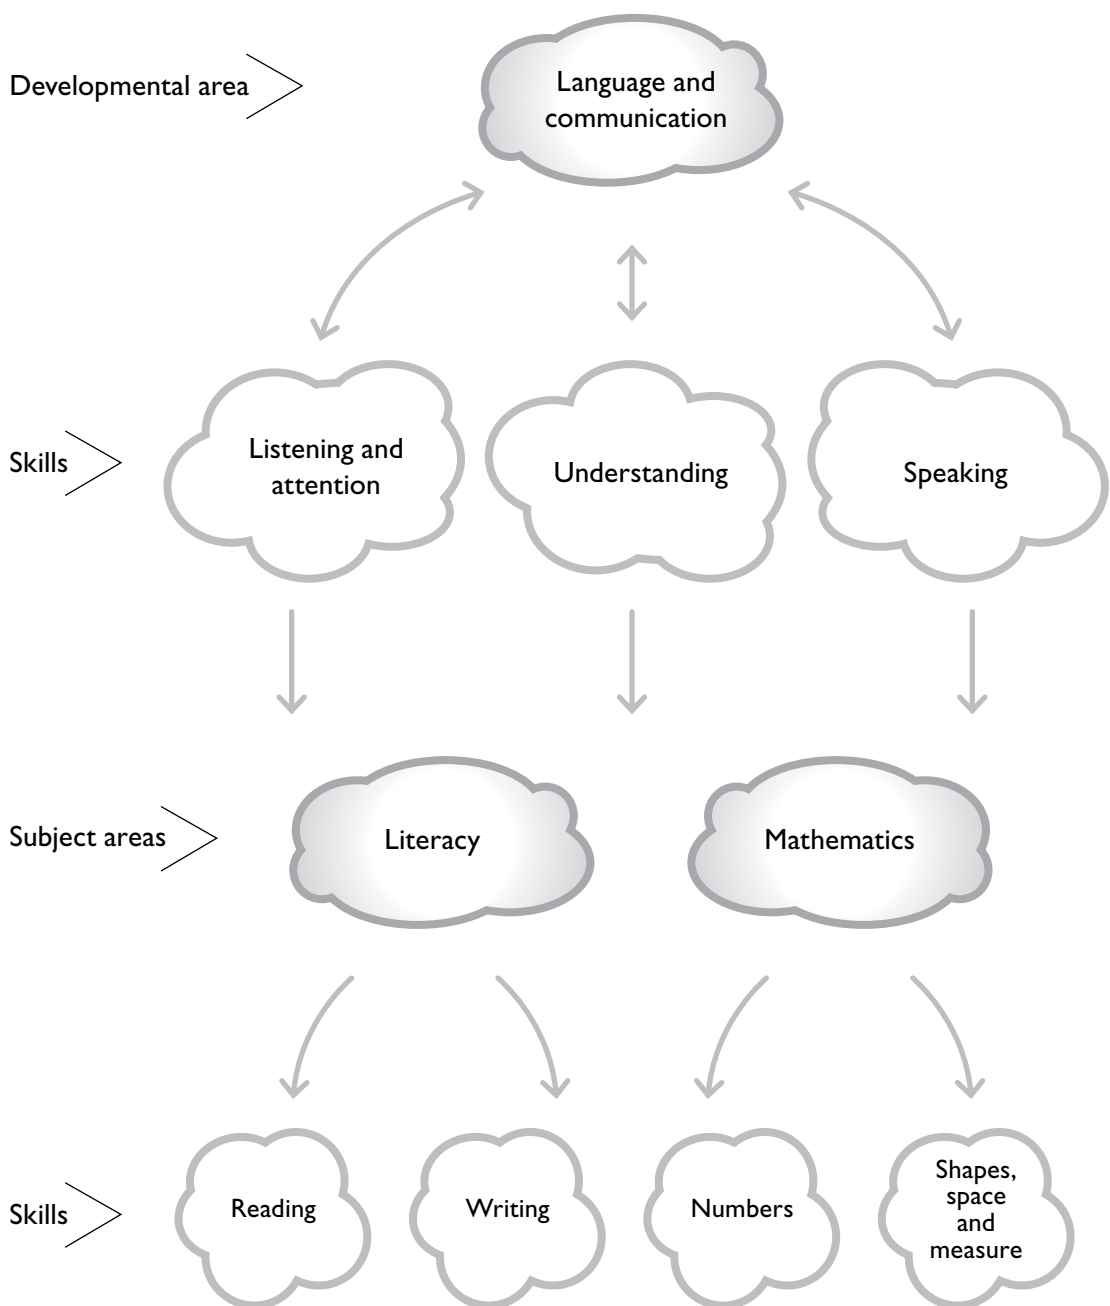 Developmental area
Language and
communication
Skills
Listening and
attention
Understanding
Speaking
Subject areas
Literacy
Mathematics
Skills
Reading
Writing
Numbers
Shapes,
space
and
measure